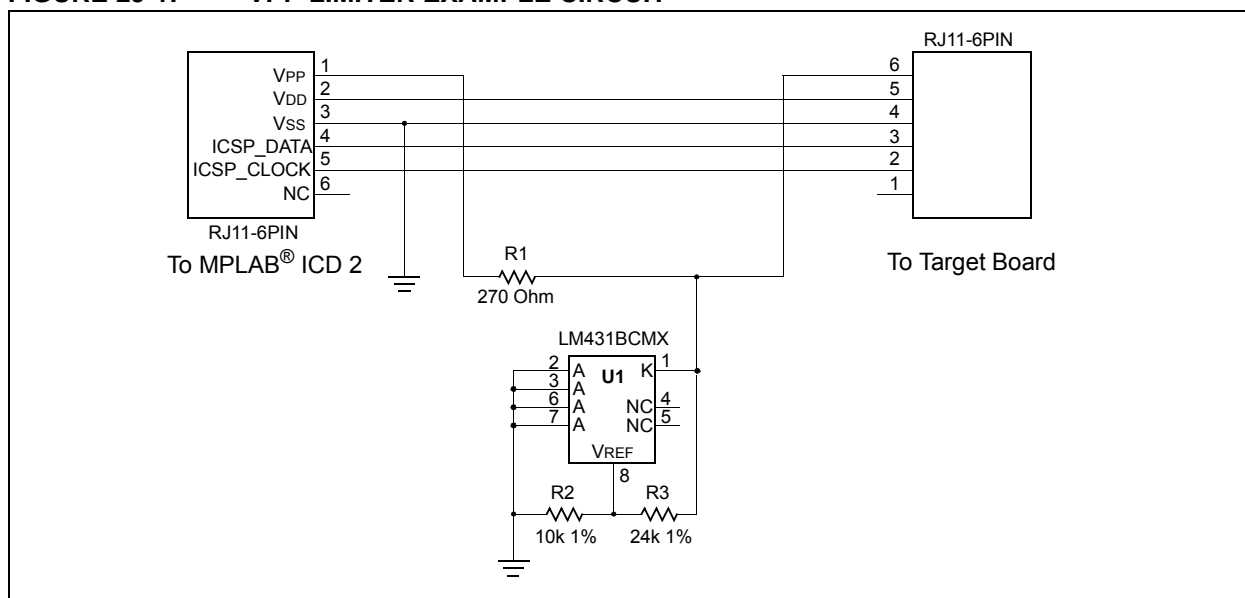 RJ11-6PIN
VPP 1
VDD 2
VSS 3
ICSP_DATA 4
ICSP_CLOCK 5
NC 6
RJ11-6PIN
To MPLAB® ICD 2
6
5
4
3
2
1
To Target Board
R1
270 Ohm
LM431BCMX
2 A U1 K 1
3 A
6 A NC 4
7 A NC 5
VREF
8
R2 R3
10k 1% 24k 1%